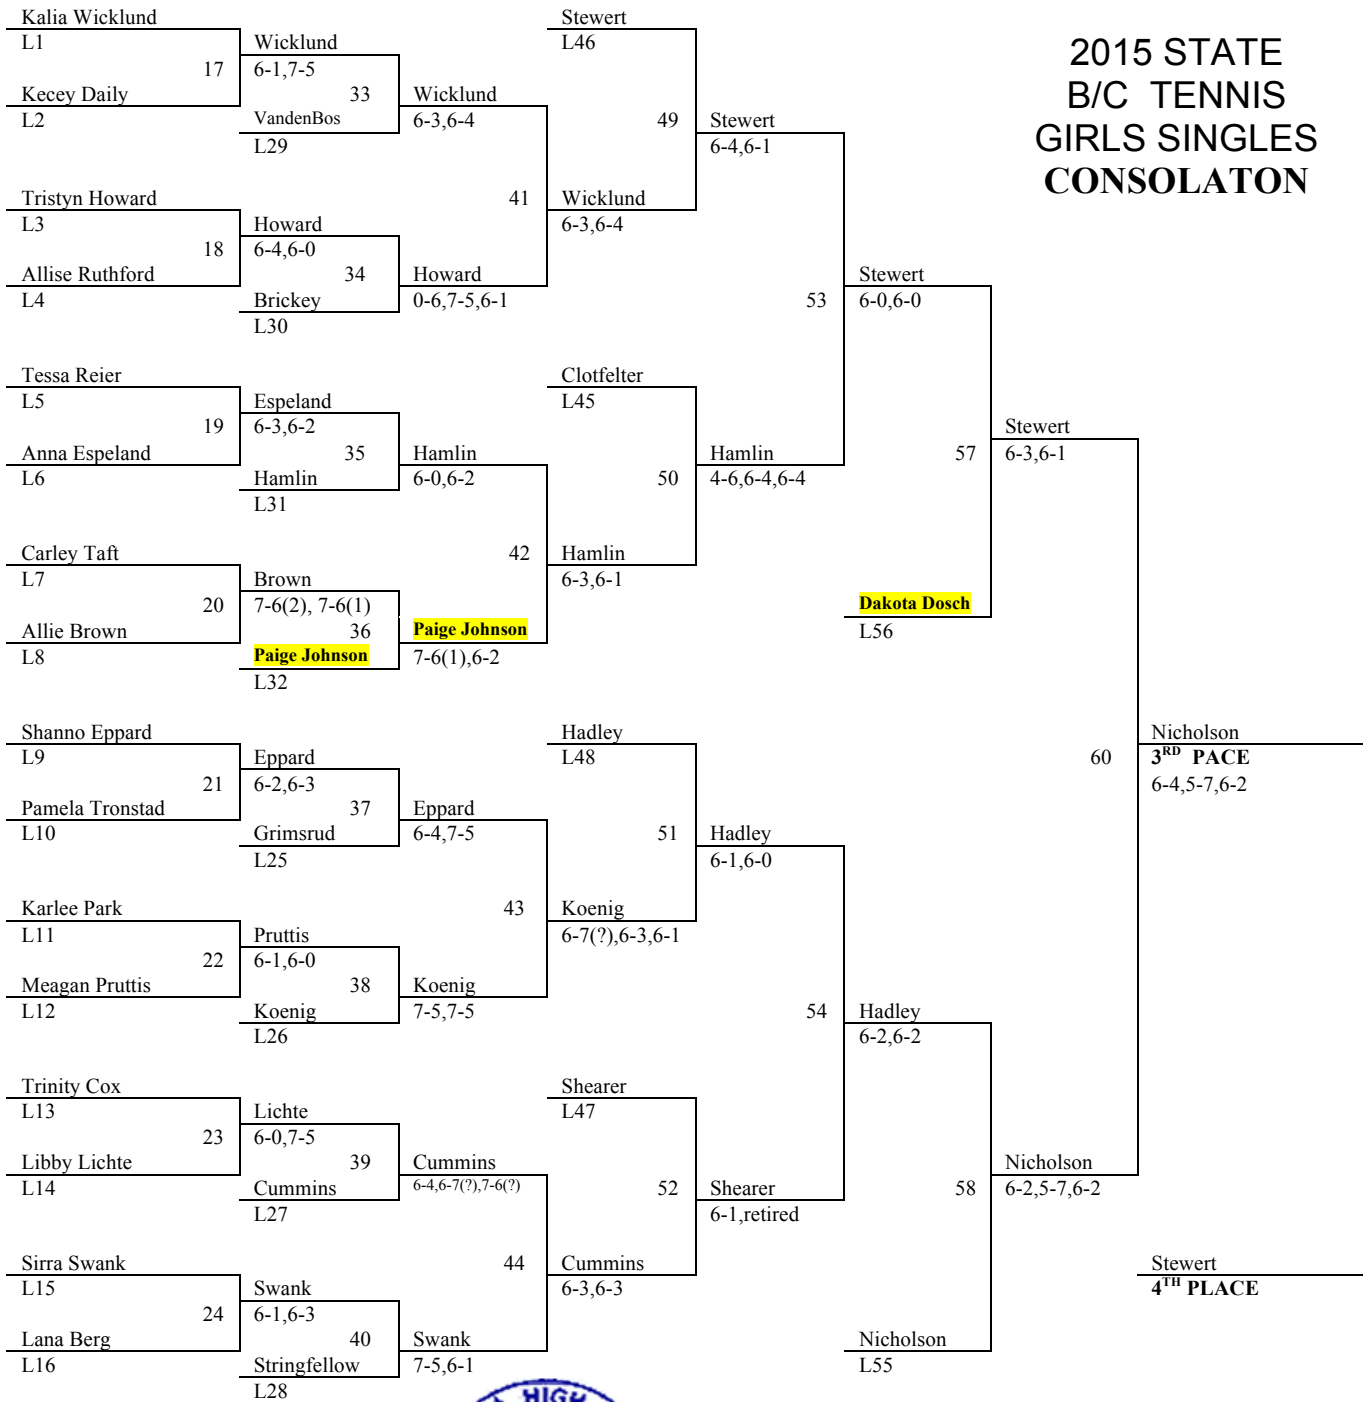 2015 STATE
B/C TENNIS
GIRLS SINGLES
CONSOLATON
Kalia Wicklund
L1
17
Kecey Daily
L2
Wicklund
6-1,7-5
33
VandenBos
L29
Wicklund
6-3,6-4
Tristyn Howard
L3
18
Allise Ruthford
L4
Howard
6-4,6-0
34
Brickey
L30
Howard
0-6,7-5,6-1
41
Wicklund
6-3,6-4
Stewert
L46
49
Stewert
6-4,6-1
Tessa Reier
L5
19
Anna Espeland
L6
Espeland
6-3,6-2
35
Hamlin
L31
Hamlin
6-0,6-2
Carley Taft
L7
20
Allie Brown
L8
Brown
7-6(2), 7-6(1)
36
Paige Johnson
L32
Paige Johnson
7-6(1),6-2
42
Hamlin
6-3,6-1
Clotfelter
L45
50
Hamlin
4-6,6-4,6-4
53
Stewert
6-0,6-0
57
Dakota Dosch
L56
Stewert
6-3,6-1
Shanno Eppard
L9
21
Pamela Tronstad
L10
Eppard
6-2,6-3
37
Grimsrud
L25
Eppard
6-4,7-5
Karlee Park
L11
22
Meagan Pruttis
L12
Pruttis
6-1,6-0
38
Koenig
L26
Koenig
7-5,7-5
43
Koenig
6-7(?),6-3,6-1
Hadley
L48
51
Hadley
6-1,6-0
Trinity Cox
L13
23
Libby Lichte
L14
Lichte
6-0,7-5
39
Cummins
L27
Cummins
6-4,6-7(?),7-6(?)
Sirra Swank
L15
24
Lana Berg
L16
Swank
6-1,6-3
40
Stringfellow
L28
Swank
7-5,6-1
44
Cummins
6-3,6-3
Shearer
L47
52
Shearer
6-1,retired
54
Hadley
6-2,6-2
58
Nicholson
L55
Nicholson
6-2,5-7,6-2
60
Nicholson
3RD PACE
6-4,5-7,6-2
Stewert
4TH PLACE
HIGH